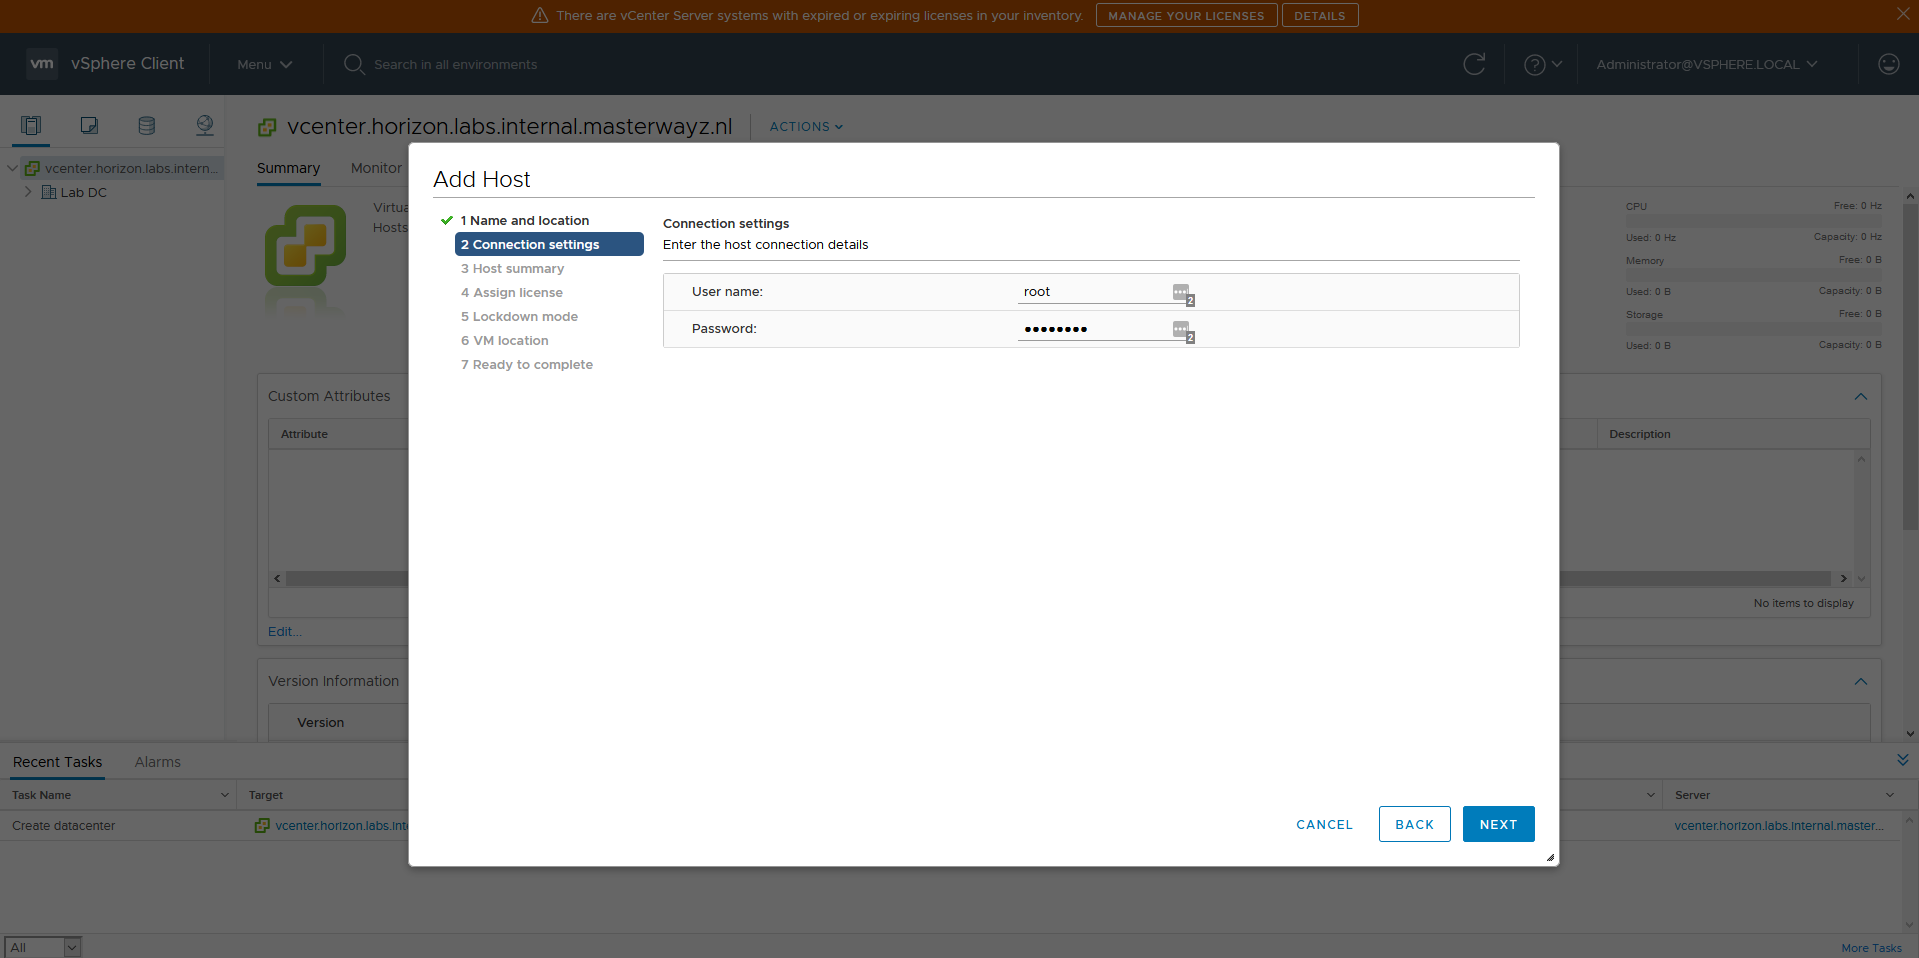 There are vCenter Server systems with expired or expiring licenses in your inventory. MANAGE YOUR LICENSES DETAILS
vm vSphere Client Menu Search in all environments Administrator@VSPHERE.LOCAL
vcenter.horizon.labs.internal.masterwayz.nl ACTIONS
vcenter.horizon.labs.intern...
Lab DC
Summary Monitor
Virtua
Hosts
CPU Free: 0 Hz
Used: 0 Hz Capacity: 0 Hz
Memory Free: 0 B
Used: 0 B Capacity: 0 B
Storage Free: 0 B
Used: 0 B Capacity: 0 B
Custom Attributes
Attribute Description
No items to display
Edit...
Version Information
Version
Add Host
1 Name and location
2 Connection settings
3 Host summary
4 Assign license
5 Lockdown mode
6 VM location
7 Ready to complete
Connection settings
Enter the host connection details
User name: root 2
Password: •••••••• 2
CANCEL BACK NEXT
Recent Tasks Alarms
Task Name Target Server
Create datacenter vcenter.horizon.labs.int vcenter.horizon.labs.internal.master...
All More Tasks